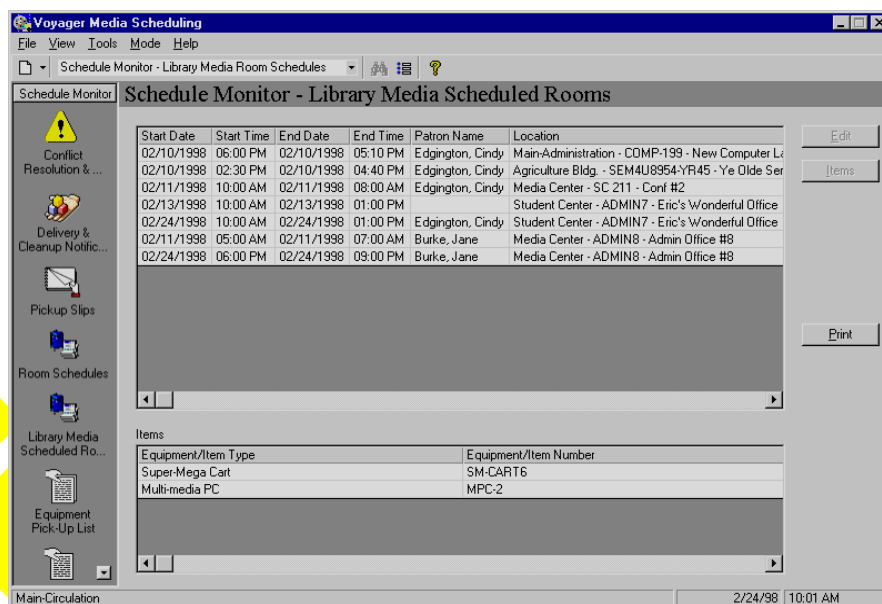 Voyager Media Scheduling
File View Tools Mode Help
Schedule Monitor - Library Media Room Schedules
Schedule Monitor
Schedule Monitor - Library Media Scheduled Rooms
Conflict
Resolution & ...
Delivery &
Cleanup Notific...
Pickup Slips
Room Schedules
Library Media
Scheduled Ro...
Equipment
Pick-Up List
Start Date Start Time End Date End Time Patron Name Location
02/10/1998 06:00 PM 02/10/1998 05:10 PM Edgington, Cindy Main-Administration - COMP-199 - New Computer La
02/10/1998 02:30 PM 02/10/1998 04:40 PM Edgington, Cindy Agriculture Bldg. - SEM4U8954-YR45 - Ye Olde Ser
02/11/1998 10:00 AM 02/11/1998 08:00 AM Edgington, Cindy Media Center - SC 211 - Conf #2
02/13/1998 10:00 AM 02/13/1998 01:00 PM Student Center - ADMIN7 - Eric's Wonderful Office
02/24/1998 10:00 AM 02/24/1998 01:00 PM Edgington, Cindy Student Center - ADMIN7 - Eric's Wonderful Office
02/11/1998 05:00 AM 02/11/1998 07:00 AM Burke, Jane Media Center - ADMIN8 - Admin Office #8
02/24/1998 06:00 PM 02/24/1998 09:00 PM Burke, Jane Media Center - ADMIN8 - Admin Office #8
Edit
Items
Print
Items
Equipment/Item Type Equipment/Item Number
Super-Mega Cart SM-CART6
Multi-media PC MPC-2
Main-Circulation 2/24/98 10:01 AM